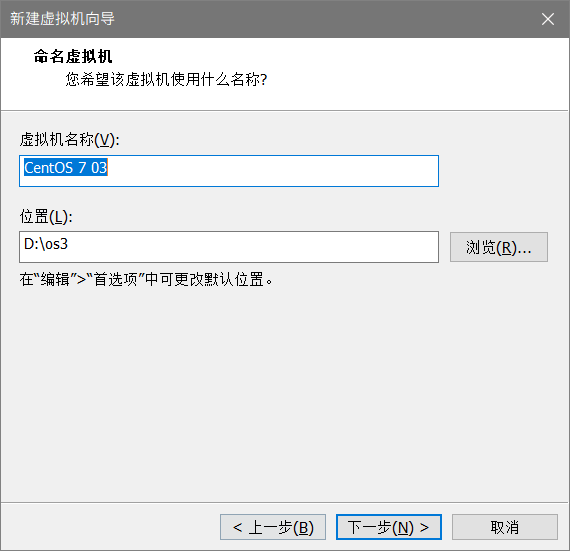 新建虚拟机向导
命名虚拟机
您希望该虚拟机使用什么名称?
虚拟机名称(V):
CentOS 7 03
位置(L):
D:\os3
浏览(R)...
在“编辑”>“首选项”中可更改默认位置。
< 上一步(B)
下一步(N) >
取消